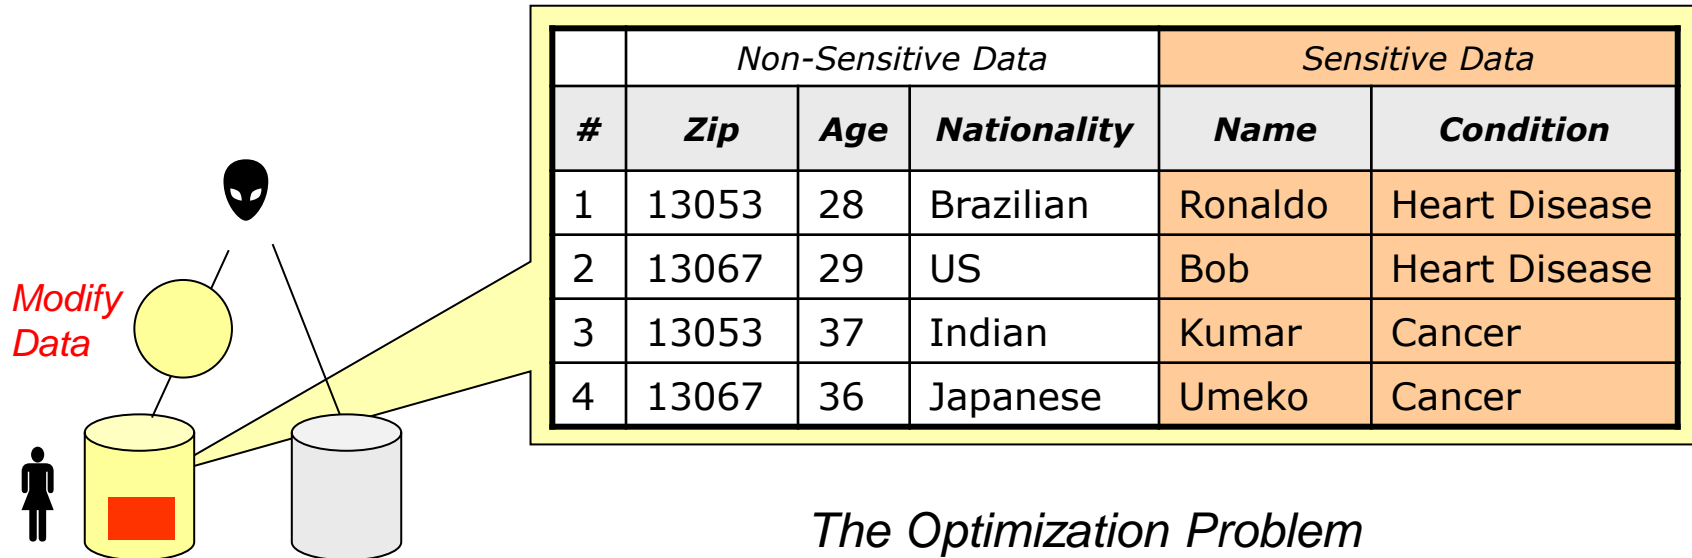 Non-Sensitive Data Sensitive Data
# Zip Age Nationality Name Condition
1 13053 28 Brazilian Ronaldo Heart Disease
2 13067 29 US Bob Heart Disease
3 13053 37 Indian Kumar Cancer
4 13067 36 Japanese Umeko Cancer
Modify
Data
The Optimization Problem